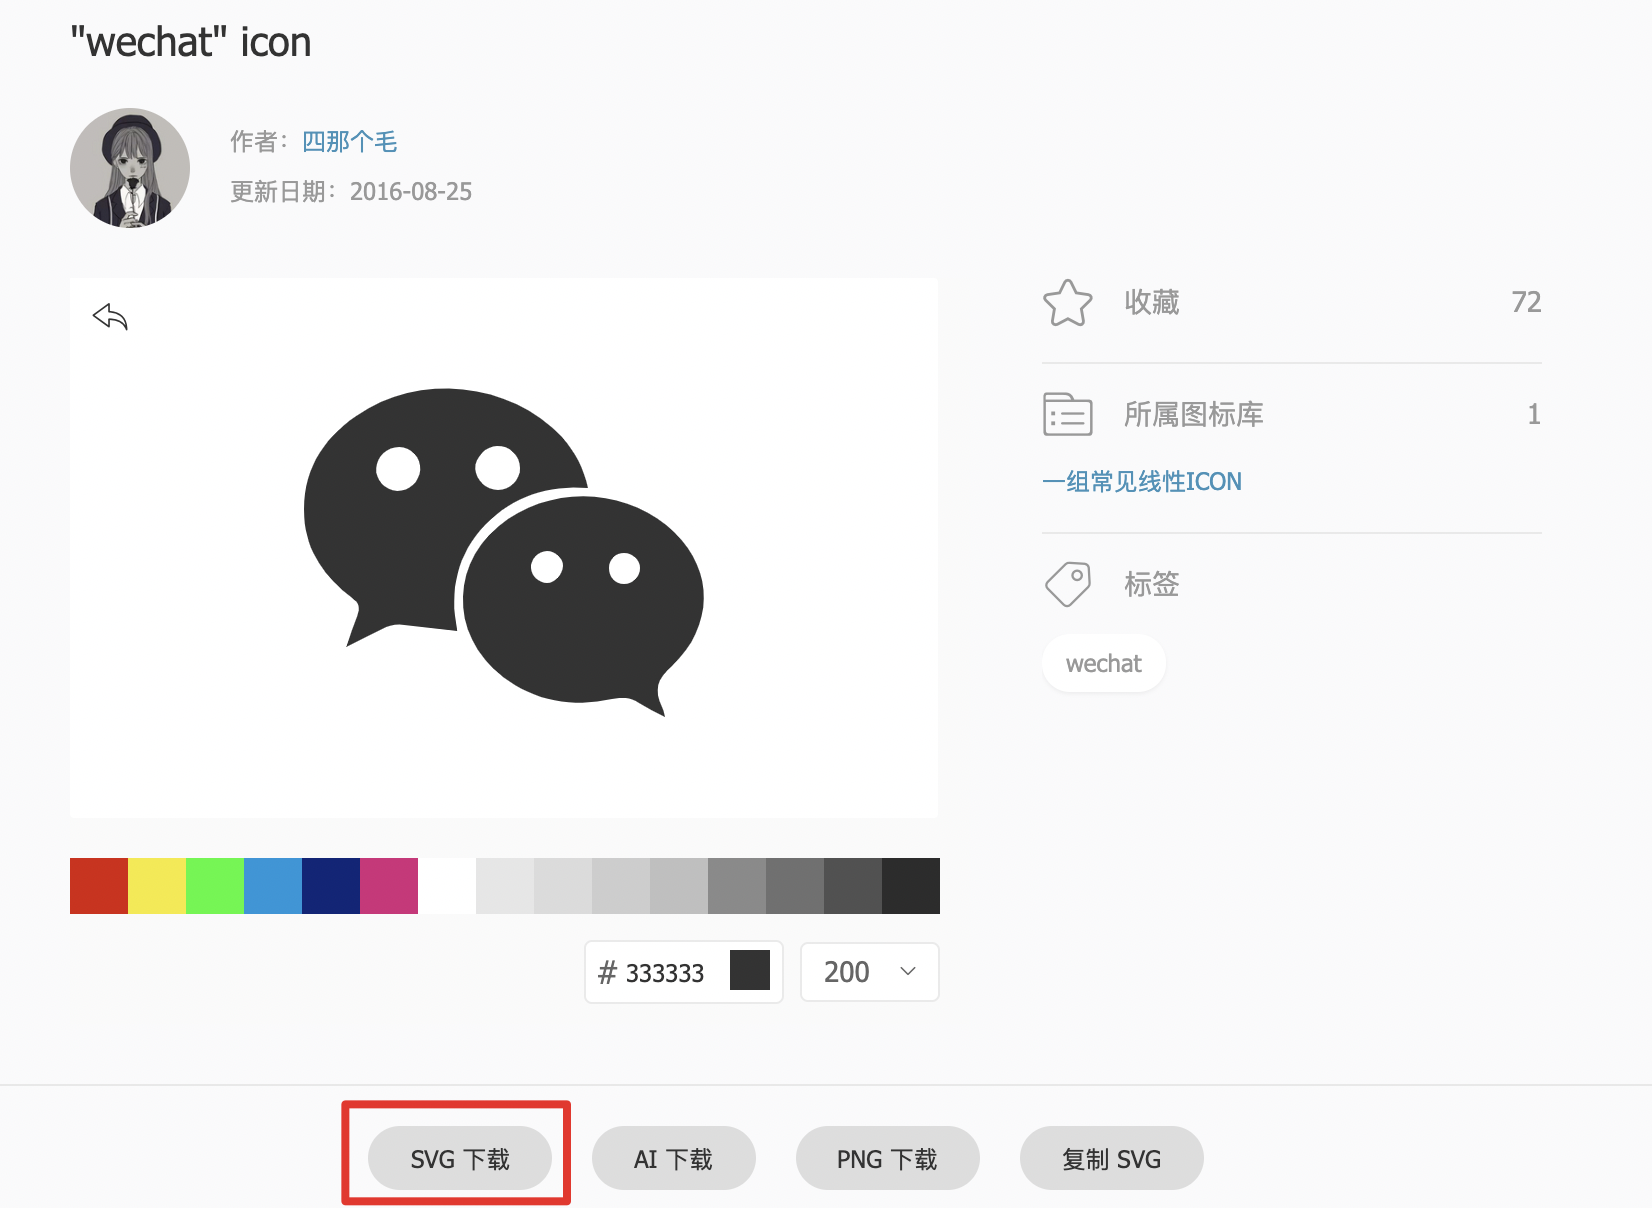 "wechat" icon
作者：四那个毛
更新日期：2016-08-25
收藏 72
所属图标库 1
一组常见线性ICON
标签
wechat
# 333333
200
SVG 下载
AI 下载
PNG 下载
复制 SVG